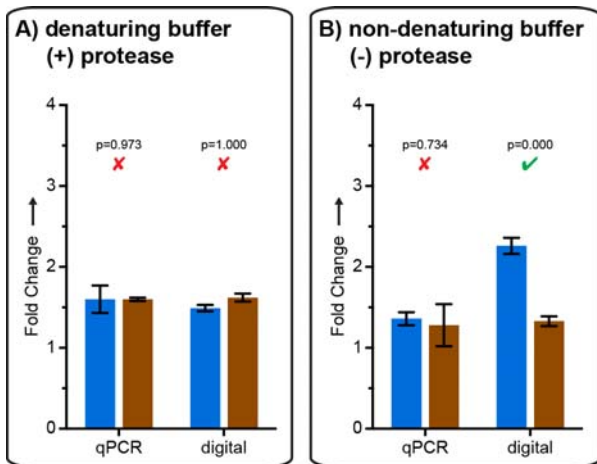 A) denaturing buffer
(+) protease
4
3
2
1
0
Fold Change
p=0.973
p=1.000
✘
✘
qPCR
digital
B) non-denaturing buffer
(-) protease
4
3
2
1
0
Fold Change
p=0.734
p=0.000
✘
✔
qPCR
digital